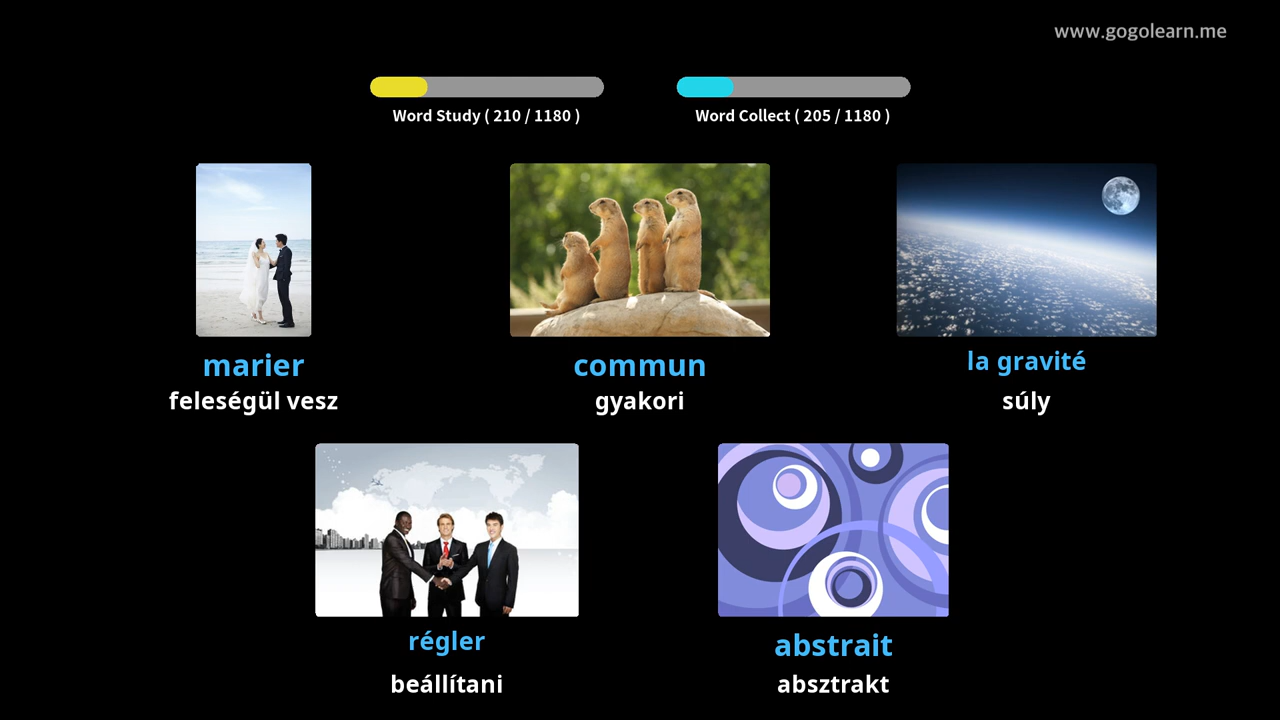 www.gogolearn.me
Word Study ( 210 / 1180 )
Word Collect ( 205 / 1180 )
marier
feleségül vesz
commun
gyakori
la gravité
súly
régler
beállítani
abstrait
absztrakt